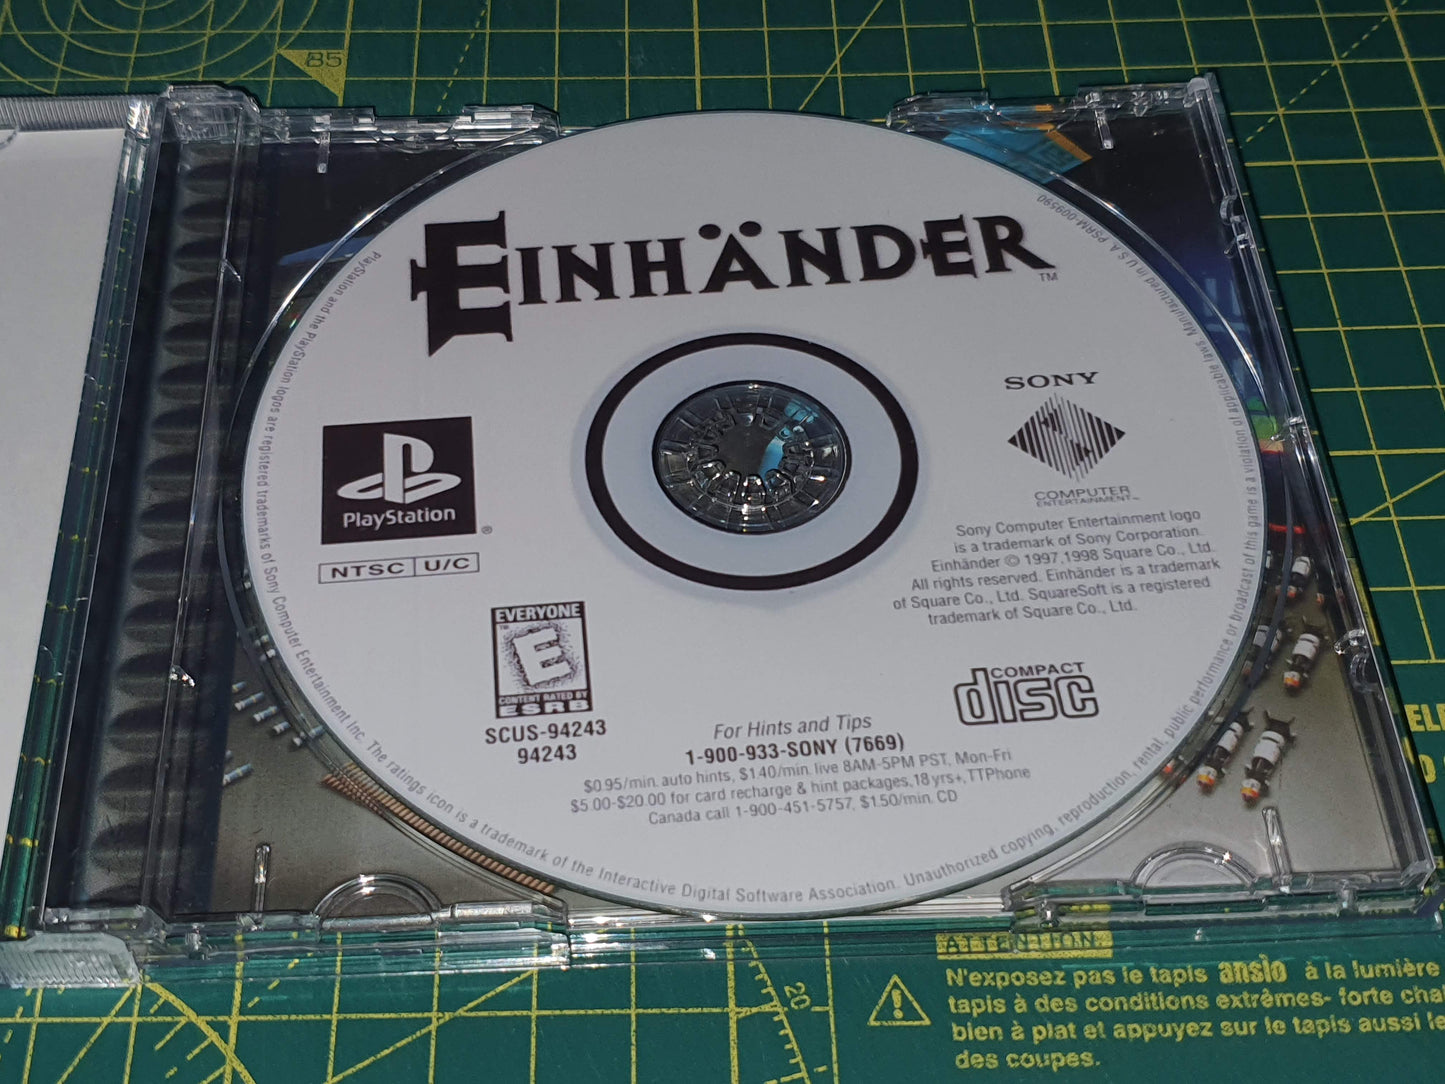 B5
EINHÄNDER
TM
PlayStation and the PlayStation logos are registered trademarks of Sony Computer Entertainment Inc. The ratings icon is a trademark of the Interactive Digital Software Association. Unauthorized copying, reproduction, rental, public performance or broadcast of this game is a violation of applicable laws. Manufactured in U.S.A. PSRM-009590
PlayStation
®
NTSC U/C
SONY
COMPUTER
ENTERTAINMENT™
Sony Computer Entertainment logo
is a trademark of Sony Corporation.
Einhänder © 1997,1998 Square Co., Ltd.
All rights reserved. Einhänder is a trademark
of Square Co., Ltd. SquareSoft is a registered
trademark of Square Co., Ltd.
EVERYONE
TM
E
CONTENT RATED BY
ESRB
SCUS-94243
94243
COMPACT
disc
For Hints and Tips
1-900-933-SONY (7669)
$0.95/min. auto hints, $1.40/min. live 8AM-5PM PST, Mon-Fri
$5.00-$20.00 for card recharge & hint packages, 18 yrs+, TTPhone
Canada call 1-900-451-5757, $1.50/min. CD
20
ATTENTION
N'exposez pas le tapis anslo à la lumière
tapis à des conditions extrêmes- forte
bien à plat et appuyez sur le tapis aussi
des coupes.